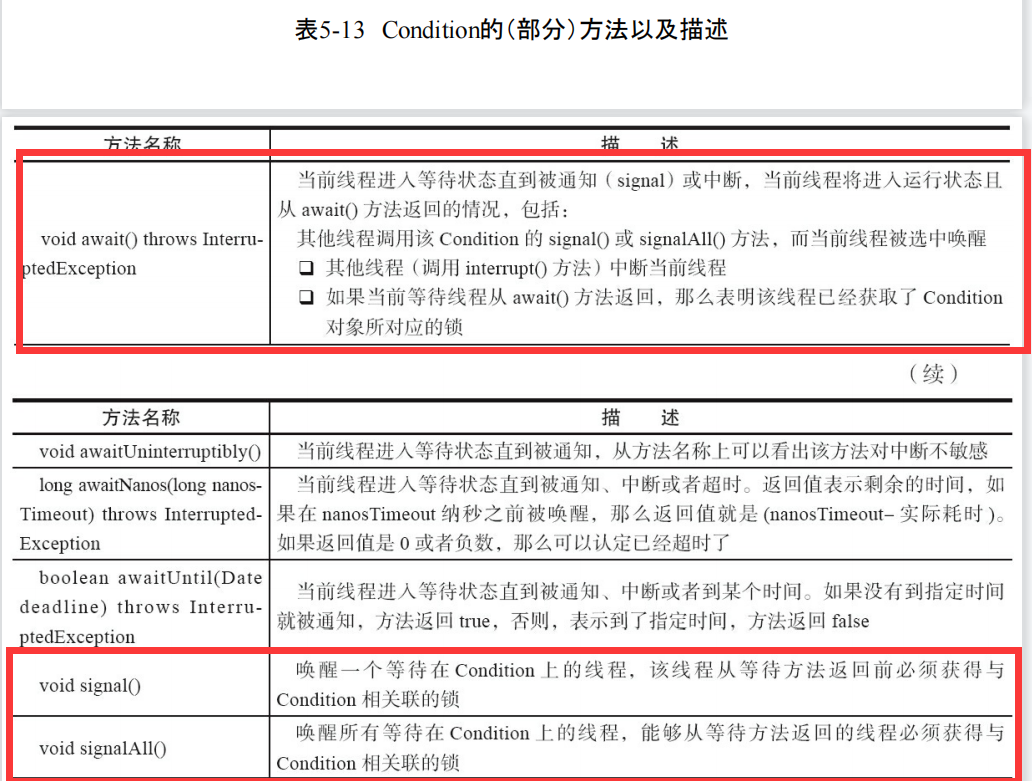 表5-13 Condition的(部分)方法以及描述
方法名称 描 述
void await() throws Interru-
ptedException
当前线程进入等待状态直到被通知（signal）或中断，当前线程将进入运行状态且
从 await() 方法返回的情况，包括：
其他线程调用该 Condition 的 signal() 或 signalAll() 方法，而当前线程被选中唤醒
❏ 其他线程（调用 interrupt() 方法）中断当前线程
❏ 如果当前等待线程从 await() 方法返回，那么表明该线程已经获取了 Condition
对象所对应的锁
（续）
方法名称 描 述
void awaitUninterruptibly()
当前线程进入等待状态直到被通知，从方法名称上可以看出该方法对中断不敏感
long awaitNanos(long nanos-
Timeout) throws Interrupted-
Exception
当前线程进入等待状态直到被通知、中断或者超时。返回值表示剩余的时间，如
果在 nanosTimeout 纳秒之前被唤醒，那么返回值就是 (nanosTimeout– 实际耗时 )。
如果返回值是 0 或者负数，那么可以认定已经超时了
boolean awaitUntil(Date
deadline) throws Interru-
ptedException
当前线程进入等待状态直到被通知、中断或者到某个时间。如果没有到指定时间
就被通知，方法返回 true，否则，表示到了指定时间，方法返回 false
void signal()
唤醒一个等待在 Condition 上的线程，该线程从等待方法返回前必须获得与
Condition 相关联的锁
void signalAll()
唤醒所有等待在 Condition 上的线程，能够从等待方法返回的线程必须获得与
Condition 相关联的锁